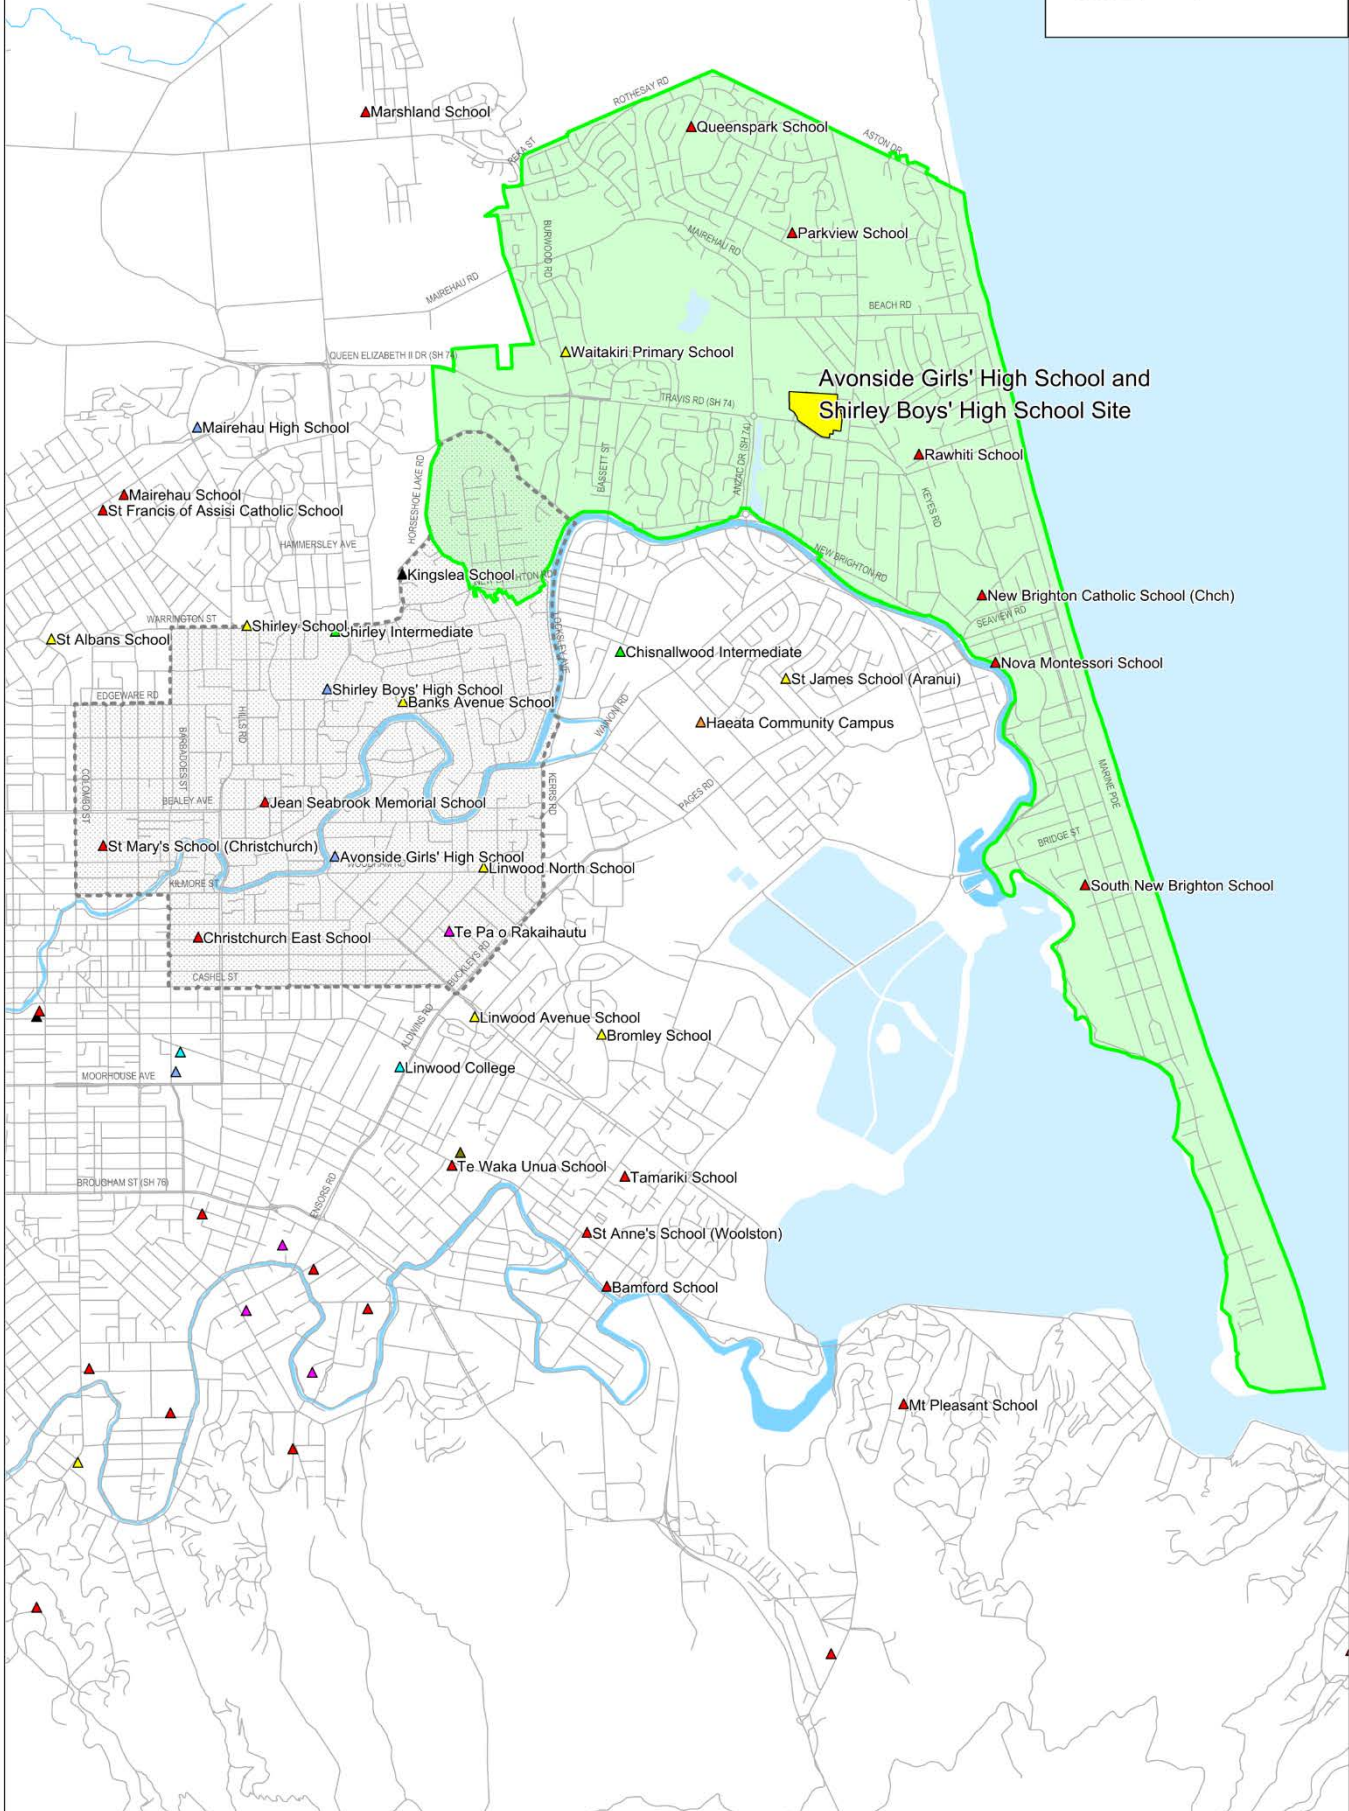 ROTHESAY RD
Marshland School
Queenspark School
ASTON DR
REKA ST
BURWOOD RD
Parkview School
MAIREHAU RD
MAIREHAU RD
BEACH RD
QUEEN ELIZABETH II DR (SH 74)
Waitakiri Primary School
Avonside Girls' High School and
Shirley Boys' High School Site
TRAVIS RD (SH 74)
Mairehau High School
BASSETT ST
ANZAC DR (SH 74)
Rawhiti School
HORSESHOE LAKE RD
KEYES RD
Mairehau School
St Francis of Assisi Catholic School
HAMMERSLEY AVE
NEW BRIGHTON RD
Kingslea School
New Brighton Catholic School (Chch)
SEAVIEW RD
WARRINGTON ST
Shirley School
Shirley Intermediate
St Albans School
LOCKSLEY AVE
Chisnallwood Intermediate
Nova Montessori School
St James School (Aranui)
EDGEWARE RD
Shirley Boys' High School
Banks Avenue School
HILLS RD
BARBADOES ST
WAINONI RD
Haeata Community Campus
COLOMBO ST
BEALEY AVE
Jean Seabrook Memorial School
KERRS RD
PAGES RD
MARINE PDE
BRIDGE ST
St Mary's School (Christchurch)
Avonside Girls' High School
Linwood North School
KILMORE ST
South New Brighton School
Christchurch East School
Te Pa o Rakaihautu
BUCKLEYS RD
CASHEL ST
Linwood Avenue School
ALDWINS RD
Bromley School
Linwood College
MOORHOUSE AVE
Te Waka Unua School
Tamariki School
BROUGHAM ST (SH 76)
ENSORS RD
St Anne's School (Woolston)
Bamford School
Mt Pleasant School